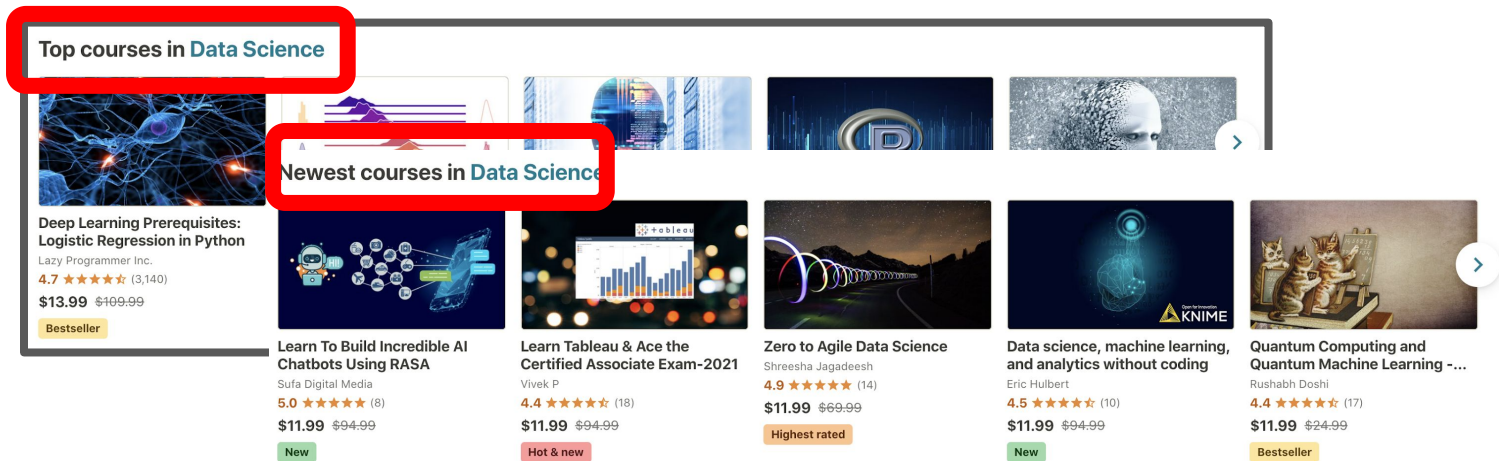 Top courses in Data Science
Newest courses in Data Science
Deep Learning Prerequisites:
Logistic Regression in Python
Lazy Programmer Inc.
4.7 (3,140)
$13.99 $109.99
Bestseller
Hi!
+ a b l e a u
Open for Innovation
KNIME
Learn To Build Incredible AI
Chatbots Using RASA
Sufa Digital Media
5.0 (8)
$11.99 $94.99
New
Learn Tableau & Ace the
Certified Associate Exam-2021
Vivek P
4.4 (18)
$11.99 $94.99
Hot & new
Zero to Agile Data Science
Shreesha Jagadeesh
4.9 (14)
$11.99 $69.99
Highest rated
Data science, machine learning,
and analytics without coding
Eric Hulbert
4.5 (10)
$11.99 $94.99
New
Quantum Computing and
Quantum Machine Learning -...
Rushabh Doshi
4.4 (17)
$11.99 $24.99
Bestseller